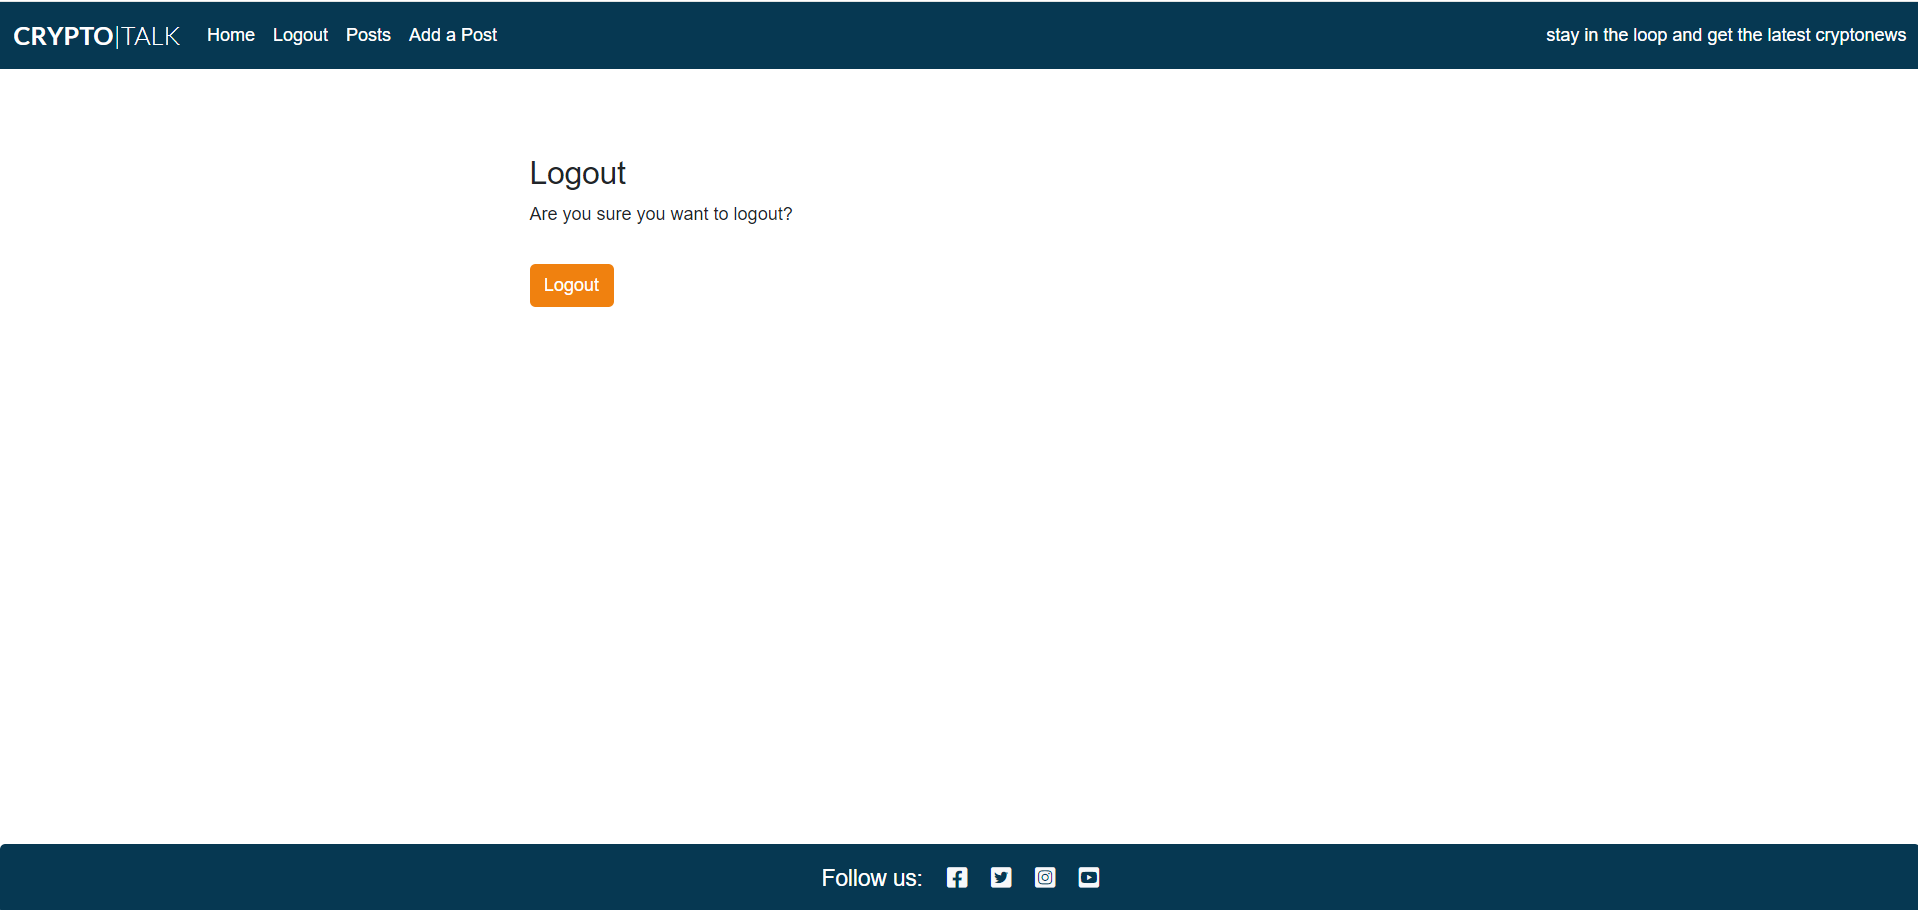 CRYPTO|TALK Home Logout Posts Add a Post stay in the loop and get the latest cryptonews
Logout
Are you sure you want to logout?
Logout
Follow us: